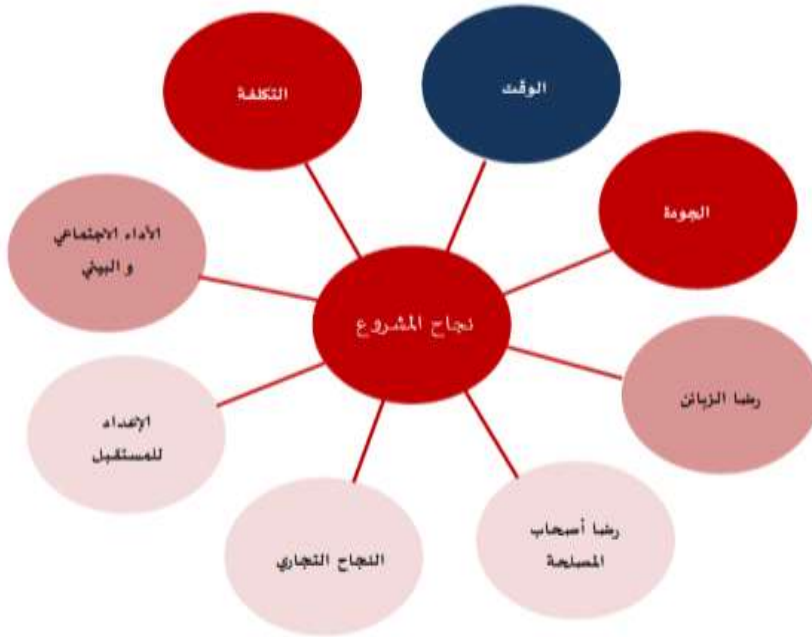 الوقت
التكلفة
الجودة
الأداء الاجتماعي
و البيئي
نجاح المشروع
رضا الزبائن
الإعداد
للمستقبل
رضا أصحاب
المصلحة
النجاح التجاري